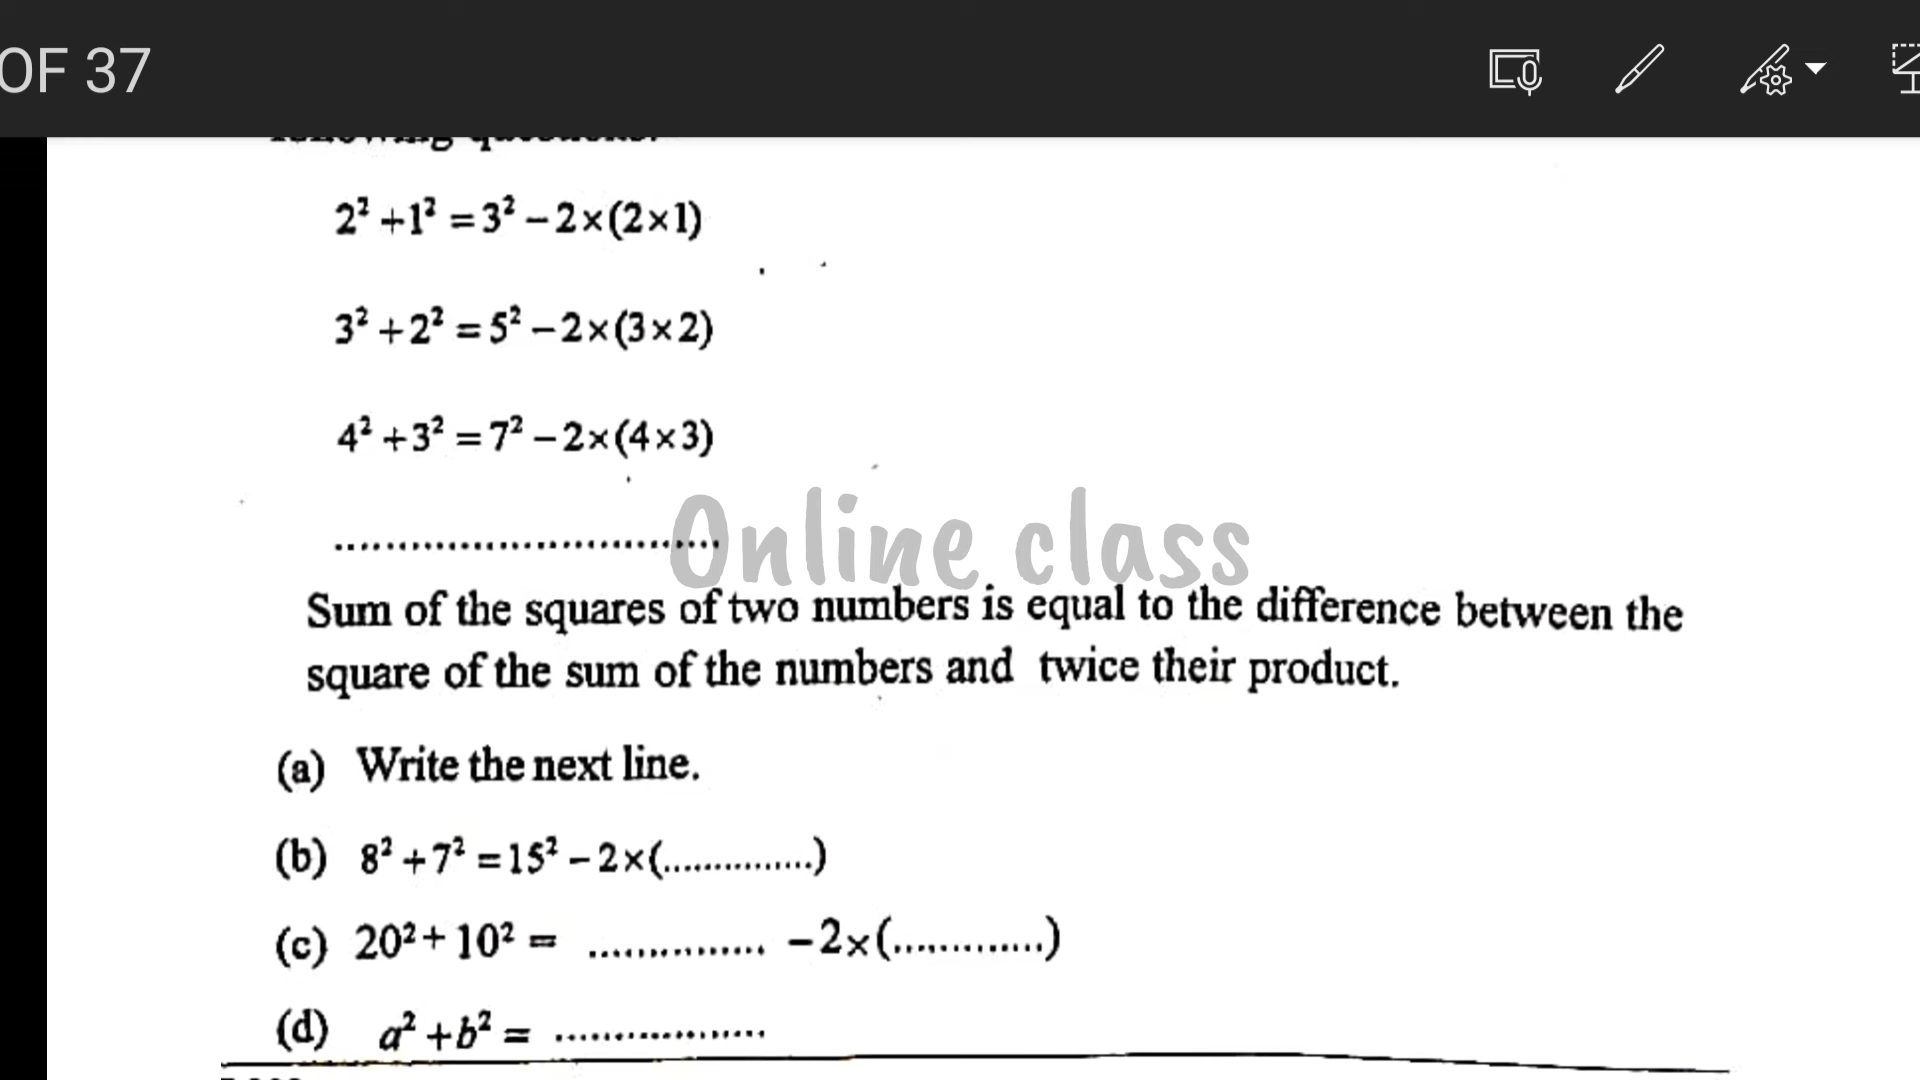 OF 37
following questions.
2² +1² = 3² – 2×(2×1)
3² + 2² = 5² – 2×(3×2)
4² +3² = 7² – 2×(4×3)
..............................
Online class
Sum of the squares of two numbers is equal to the difference between the
square of the sum of the numbers and twice their product.
(a) Write the next line.
(b) 8² + 7² = 15² – 2×(...............)
(c) 20² + 10² = ............... – 2×(.............)
(d) a² + b² = ..................